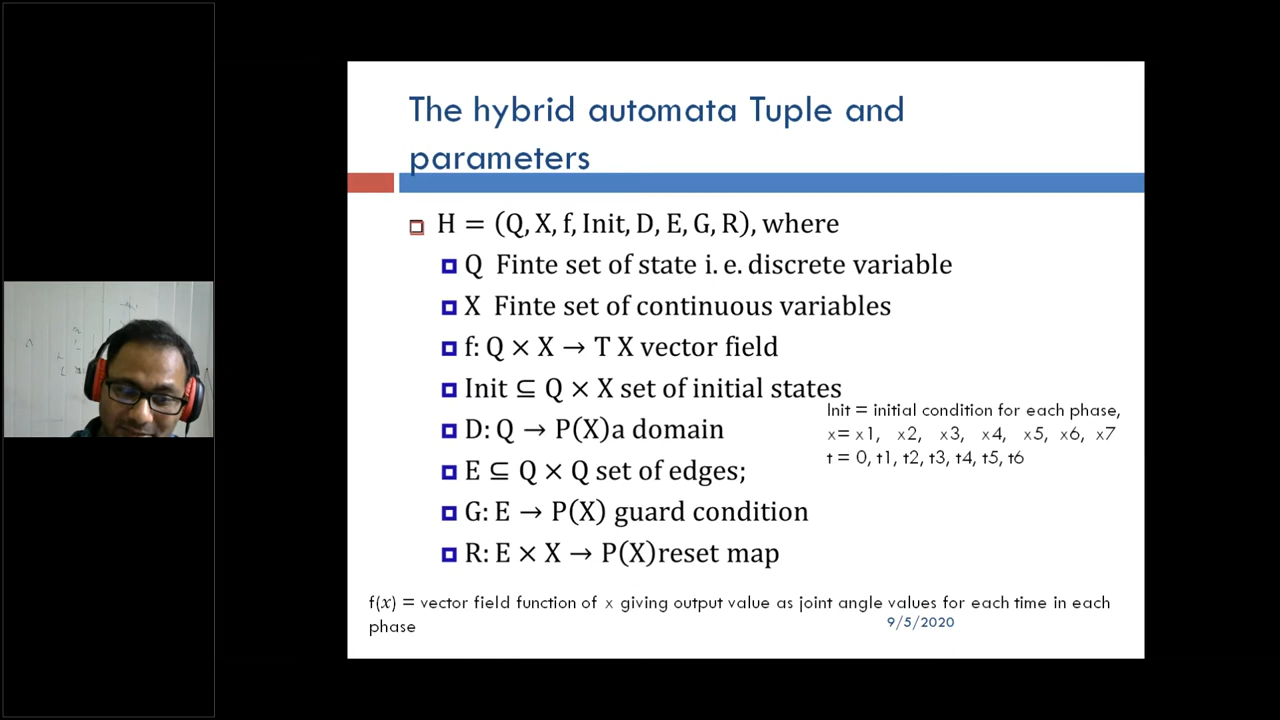 The hybrid automata Tuple and
parameters
H = (Q, X, f, Init, D, E, G, R), where
Q Finte set of state i. e. discrete variable
X Finte set of continuous variables
f: Q × X → T X vector field
Init ⊆ Q × X set of initial states
Init = initial condition for each phase,
x= x1, x2, x3, x4, x5, x6, x7
t = 0, t1, t2, t3, t4, t5, t6
D: Q → P(X)a domain
E ⊆ Q × Q set of edges;
G: E → P(X) guard condition
R: E × X → P(X)reset map
f(x) = vector field function of x giving output value as joint angle values for each time in each
phase
9/5/2020